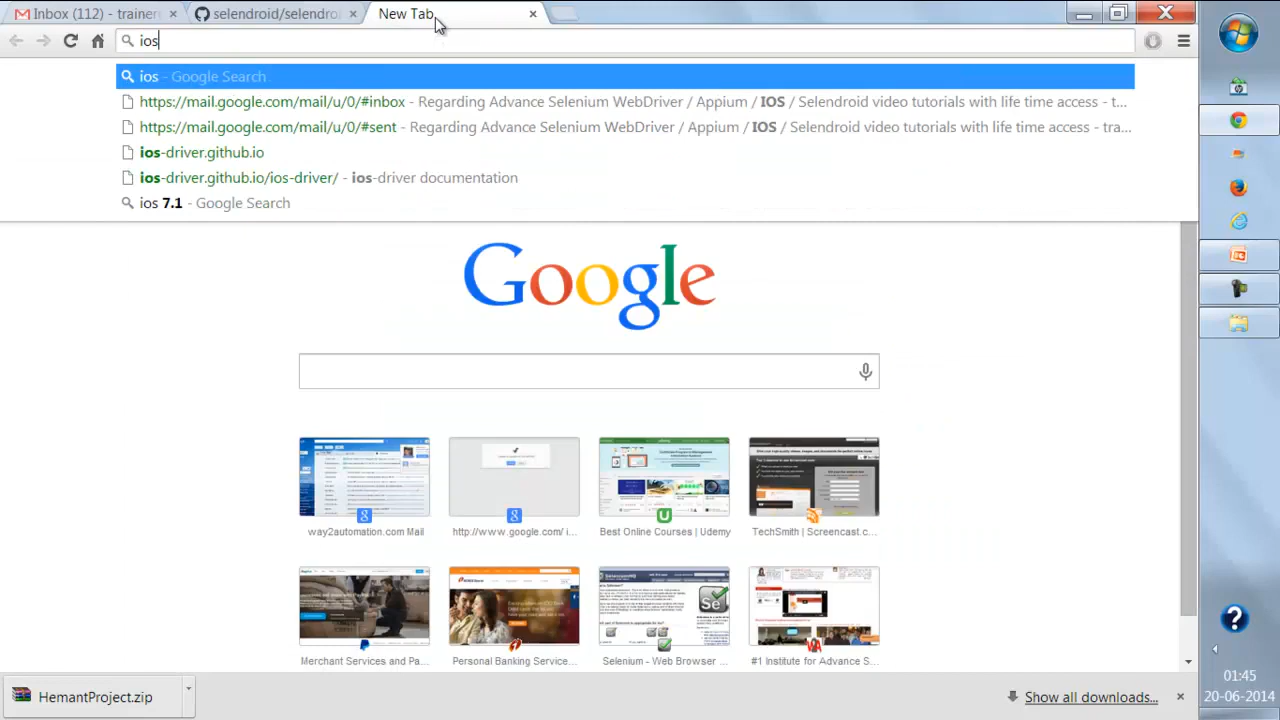 Inbox (112) - trainer
selendroid/selendro
New Tab
ios
ios - Google Search
https://mail.google.com/mail/u/0/#inbox - Regarding Advance Selenium WebDriver / Appium / IOS / Selendroid video tutorials with life time access - t...
https://mail.google.com/mail/u/0/#sent - Regarding Advance Selenium WebDriver / Appium / IOS / Selendroid video tutorials with life time access - tra...
ios-driver.github.io
ios-driver.github.io/ios-driver/ - ios-driver documentation
ios 7.1 - Google Search
Google
way2automation.com Mail
http://www.google.com/ i...
Best Online Courses | Udemy
TechSmith | Screencast.c...
Se
Merchant Services and Pa...
Personal Banking Service...
Selenium - Web Browser ...
#1 Institute for Advance S...
HemantProject.zip
Show all downloads...
01:45
20-06-2014